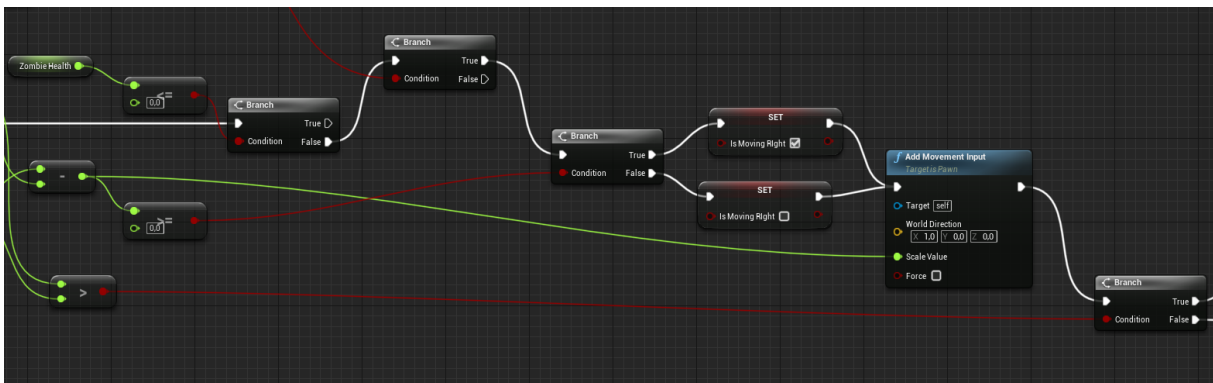 Zombie Health
<=
0,0
Branch
True
Condition
False
Branch
True
Condition
False
-
>=
0,0
>
Branch
True
Condition
False
SET
Is Moving Right
SET
Is Moving Right
f Add Movement Input
Target is Pawn
Target self
World Direction
X 1,0 Y 0,0 Z 0,0
Scale Value
Force
Branch
True
Condition
False